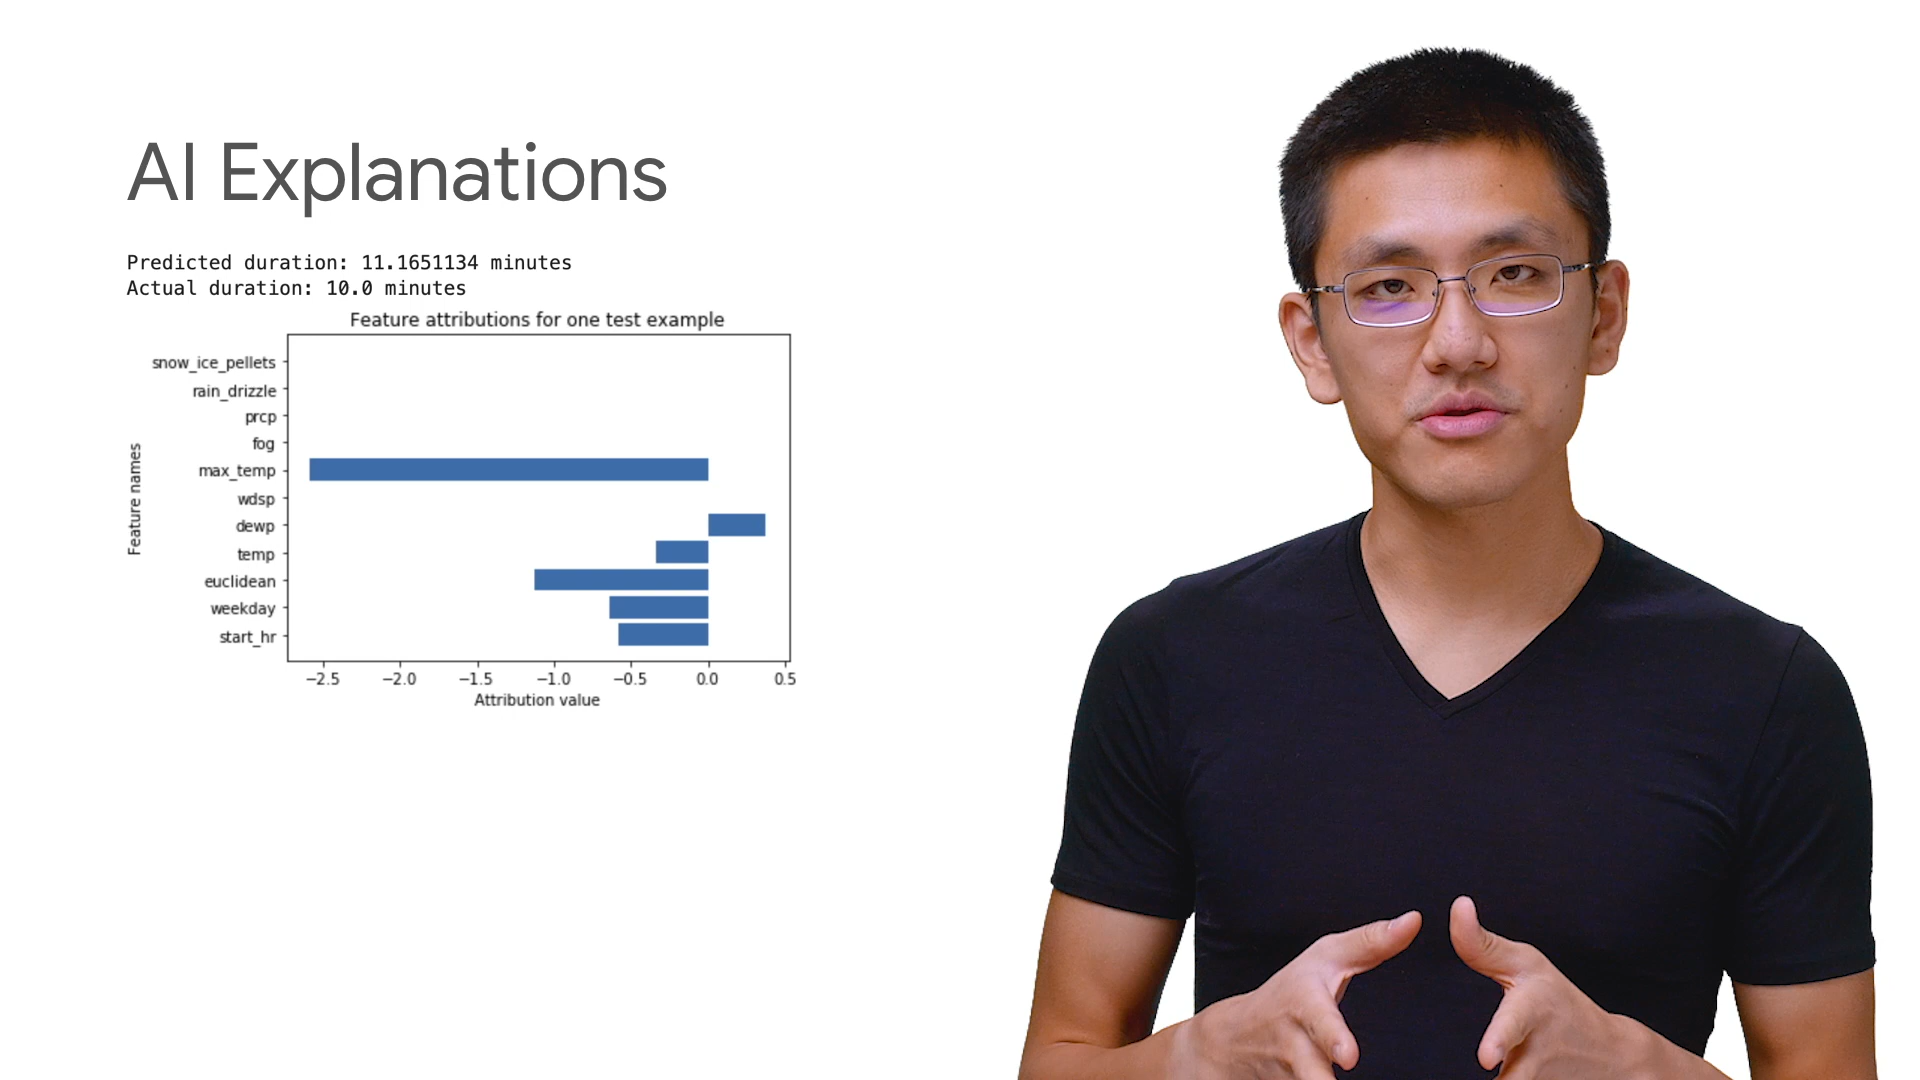 AI Explanations
Predicted duration: 11.1651134 minutes
Actual duration: 10.0 minutes
Feature attributions for one test example
Feature names
snow_ice_pellets
rain_drizzle
prcp
fog
max_temp
wdsp
dewp
temp
euclidean
weekday
start_hr
−2.5 −2.0 −1.5 −1.0 −0.5 0.0 0.5
Attribution value